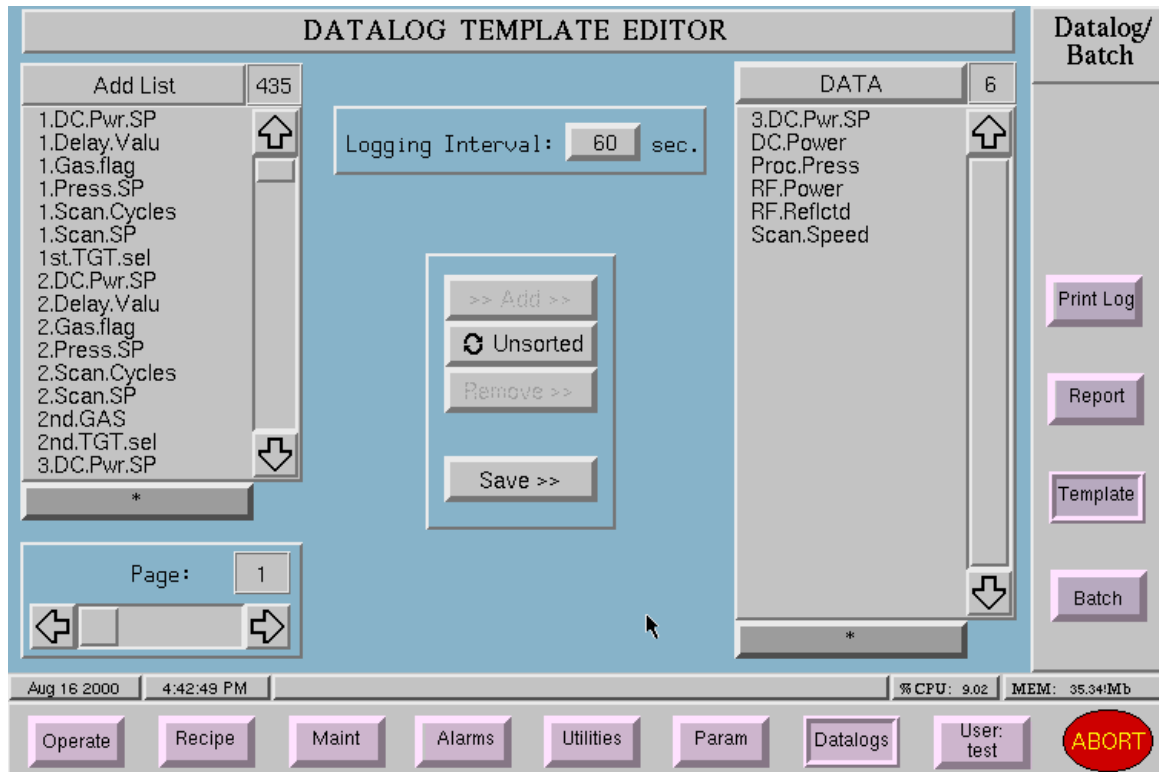 DATALOG TEMPLATE EDITOR
Datalog/
Batch
Add List 435
1.DC.Pwr.SP
1.Delay.Valu
1.Gas.flag
1.Press.SP
1.Scan.Cycles
1.Scan.SP
1st.TGT.sel
2.DC.Pwr.SP
2.Delay.Valu
2.Gas.flag
2.Press.SP
2.Scan.Cycles
2.Scan.SP
2nd.GAS
2nd.TGT.sel
3.DC.Pwr.SP
*
Page: 1
Logging Interval: 60 sec.
>> Add >>
Unsorted
Remove >>
Save >>
DATA 6
3.DC.Pwr.SP
DC.Power
Proc.Press
RF.Power
RF.Reflctd
Scan.Speed
*
Print Log
Report
Template
Batch
Aug 16 2000 4:42:49 PM %CPU: 9.02 MEM: 35.34!Mb
Operate Recipe Maint Alarms Utilities Param Datalogs User:
test
ABORT